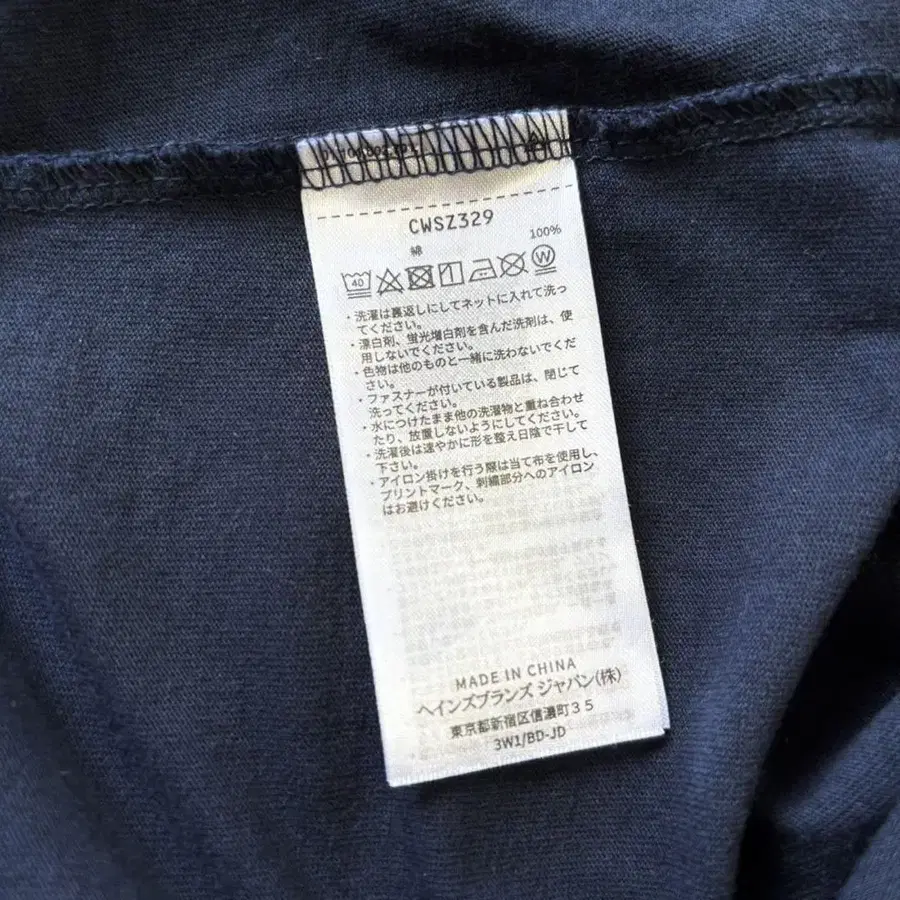 CWSZ329
綿 100%
40 W
・洗濯は裏返しにしてネットに入れて洗っ
てください。
・漂白剤、蛍光増白剤を含んだ洗剤は、使
用しないでください。
・色物は他のものと一緒に洗わないでくだ
さい。
・ファスナーが付いている製品は、閉じて
洗ってください。
・水につけたまま他の洗濯物と重ね合わせ
たり、放置しないようにしてください。
・洗濯後は速やかに形を整え日陰で干して
下さい。
・アイロン掛けを行う際は当て布を使用し、
プリントマーク、刺繍部分へのアイロン
はお避けください。
MADE IN CHINA
ヘインズブランズ ジャパン(株)
東京都新宿区信濃町35
3W1/BD-JD